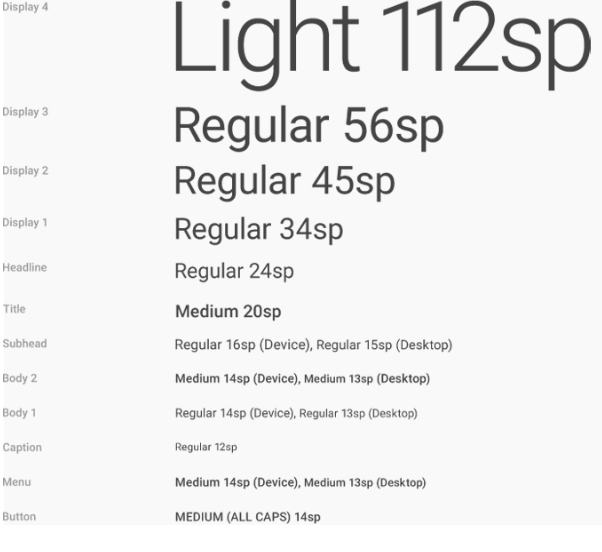 Display 4 Light 112sp
Display 3 Regular 56sp
Display 2 Regular 45sp
Display 1 Regular 34sp
Headline Regular 24sp
Title Medium 20sp
Subhead Regular 16sp (Device), Regular 15sp (Desktop)
Body 2 Medium 14sp (Device), Medium 13sp (Desktop)
Body 1 Regular 14sp (Device), Regular 13sp (Desktop)
Caption Regular 12sp
Menu Medium 14sp (Device), Medium 13sp (Desktop)
Button MEDIUM (ALL CAPS) 14sp